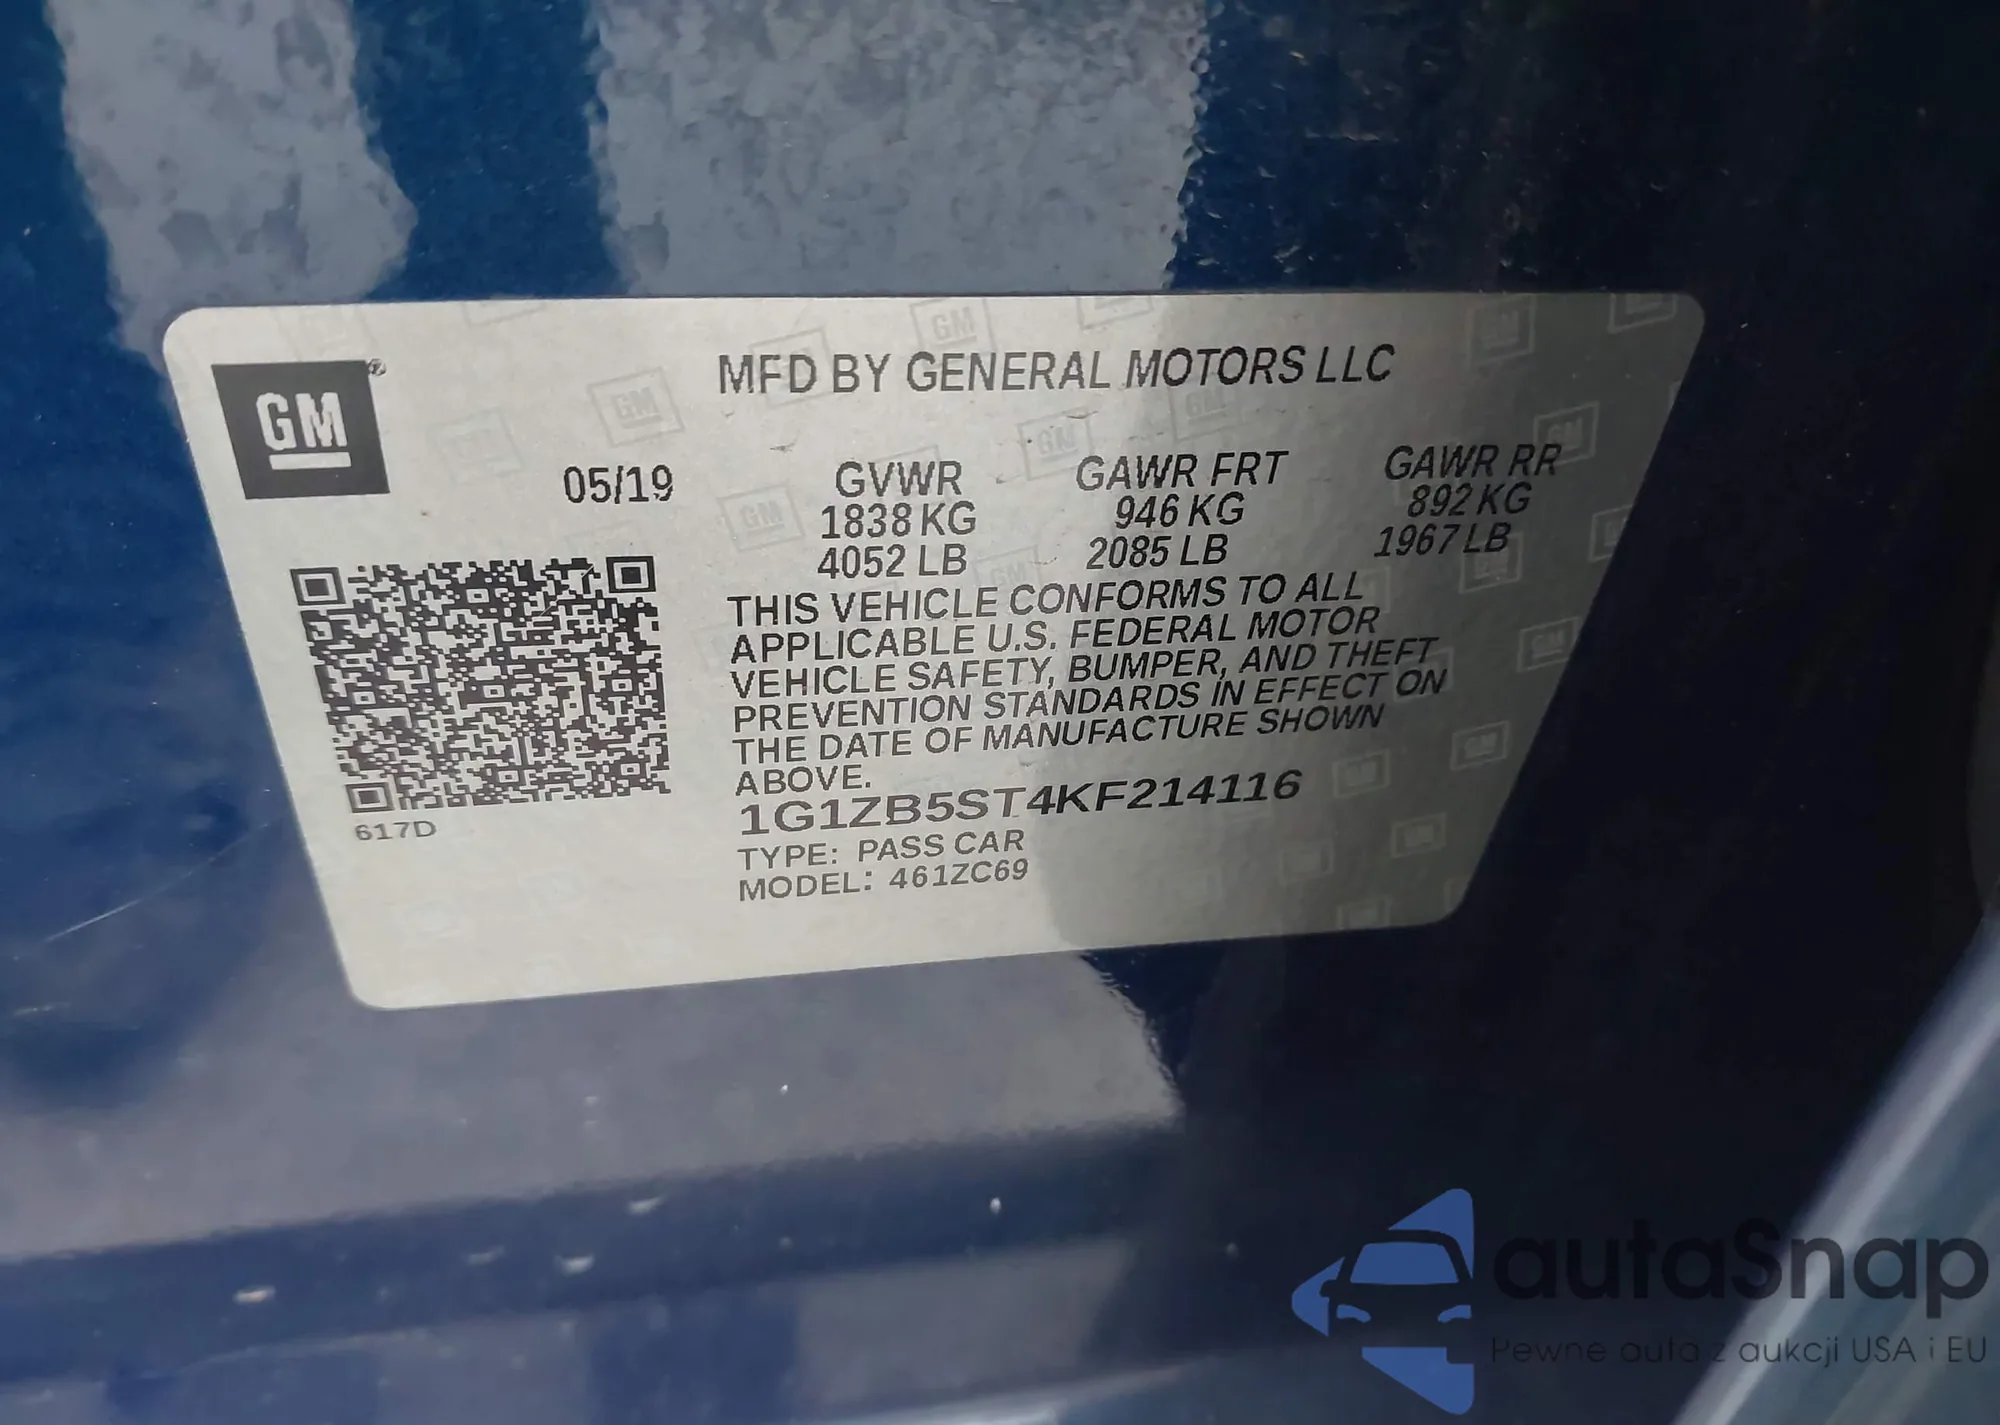 GM
MFD BY GENERAL MOTORS LLC
05/19
GVWR
1838 KG
4052 LB
GAWR FRT
946 KG
2085 LB
GAWR RR
892 KG
1967 LB
THIS VEHICLE CONFORMS TO ALL
APPLICABLE U.S. FEDERAL MOTOR
VEHICLE SAFETY, BUMPER, AND THEFT
PREVENTION STANDARDS IN EFFECT ON
THE DATE OF MANUFACTURE SHOWN
ABOVE.
1G1ZB5ST4KF214116
TYPE: PASS CAR
MODEL: 461ZC69
617D
autaSnap
Pewne auta z aukcji USA i EU